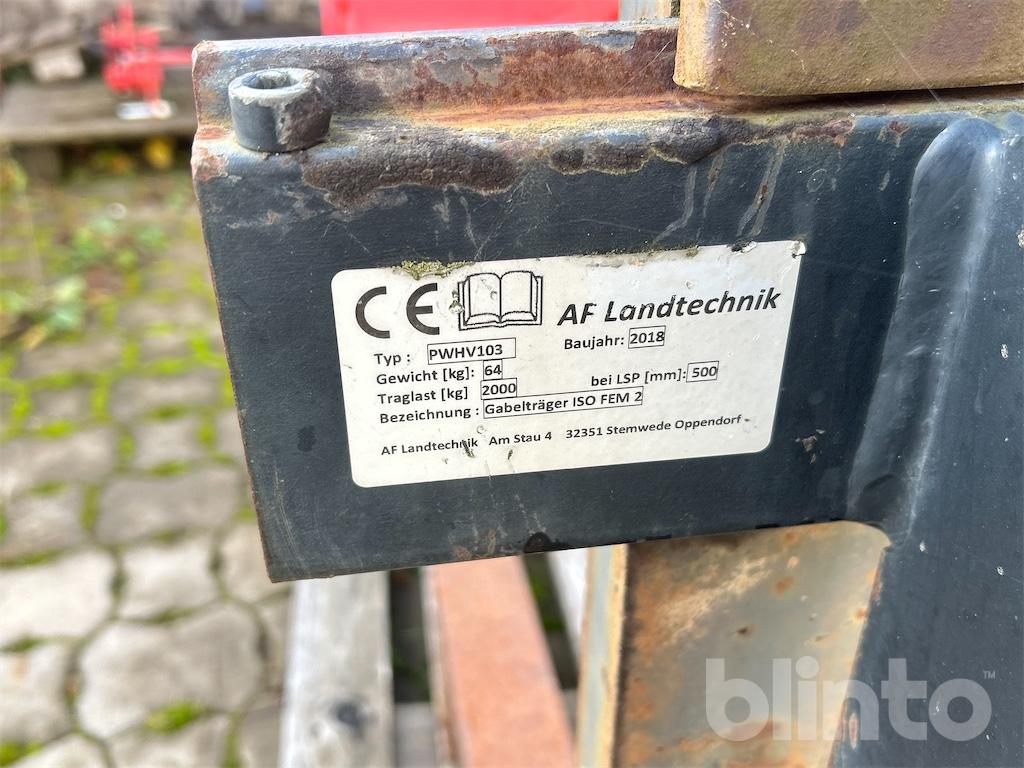 CE AF Landtechnik
Typ : PWHV103 Baujahr: 2018
Gewicht [kg]: 64
Traglast [kg] 2000 bei LSP [mm]: 500
Bezeichnung : Gabelträger ISO FEM 2
AF Landtechnik Am Stau 4 32351 Stemwede Oppendorf
blinto™